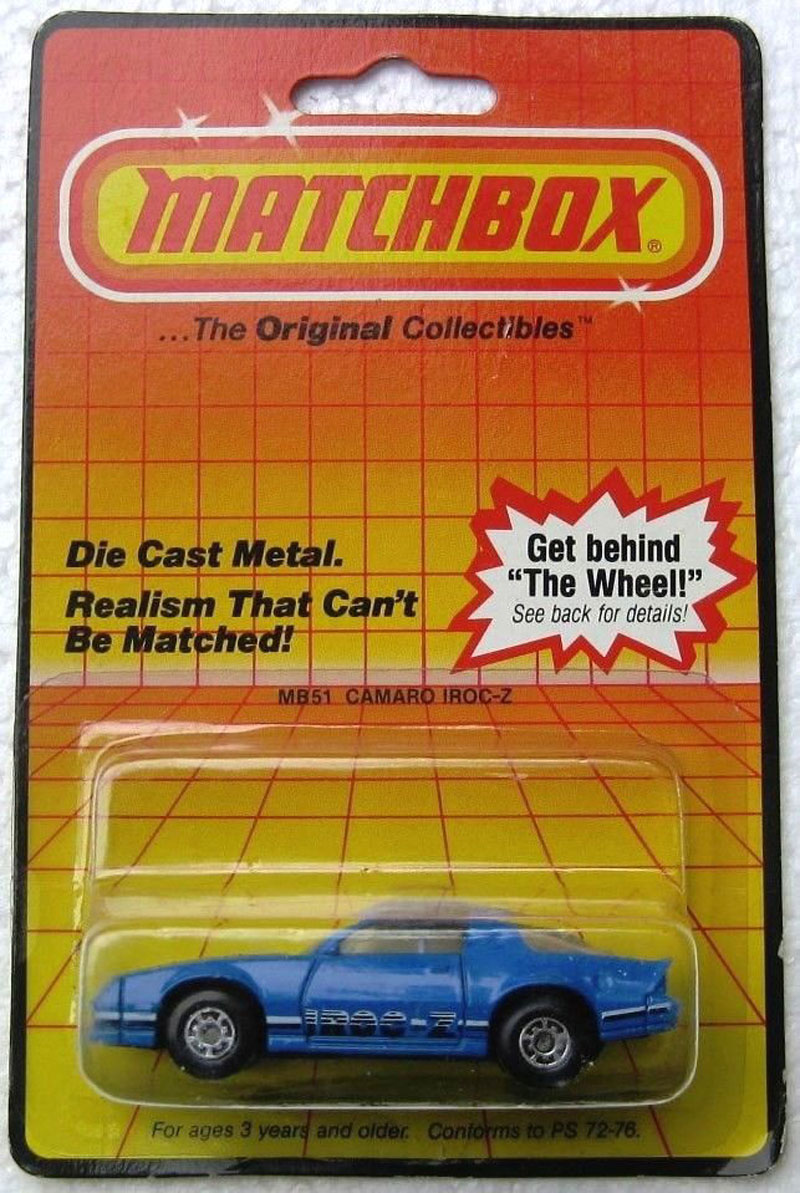 MATCHBOX®
...The Original Collectibles™
Die Cast Metal.
Realism That Can't
Be Matched!
Get behind
“The Wheel!”
See back for details!
MB51 CAMARO IROC-Z
IROC-Z
For ages 3 years and older. Conforms to PS 72-76.